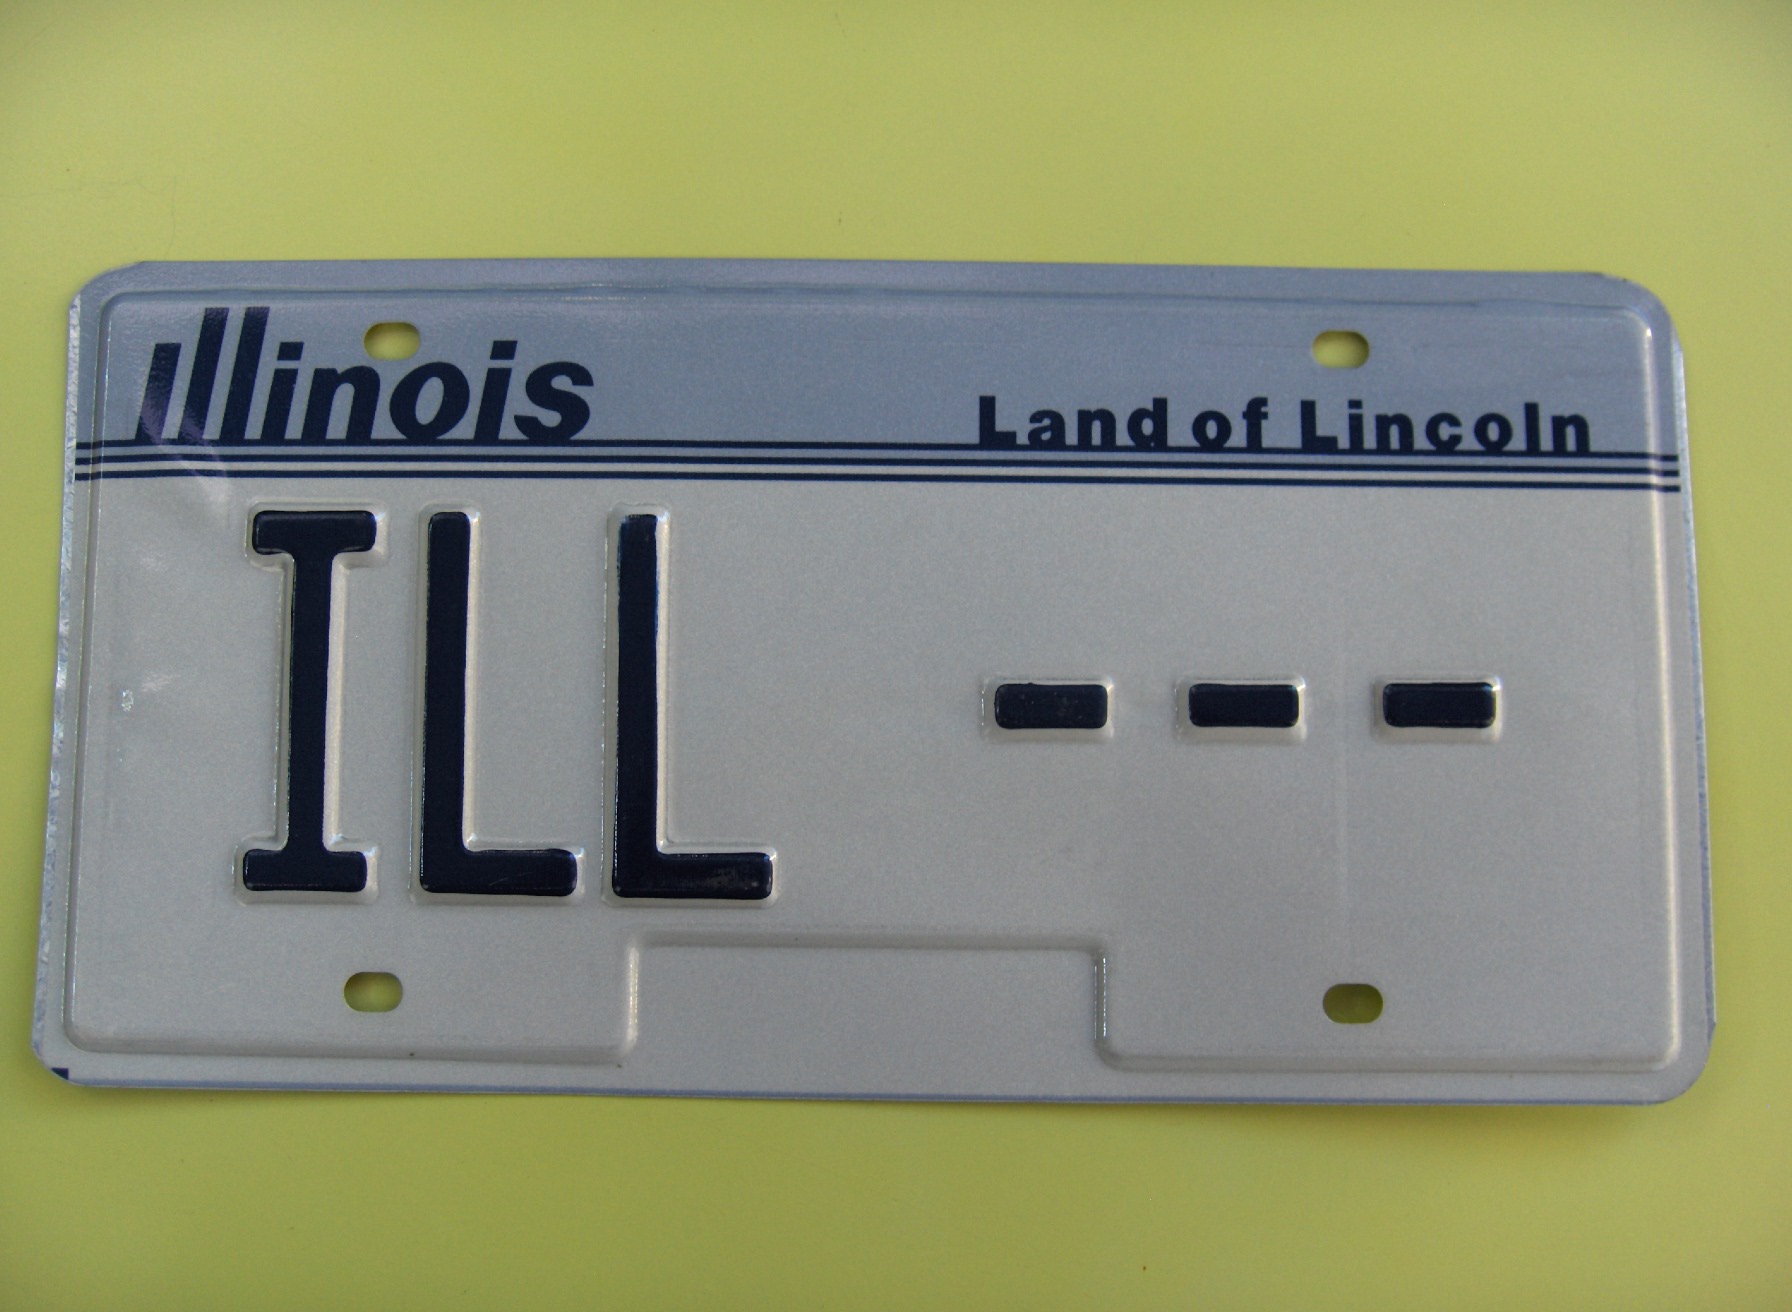 Illinois Land of Lincoln
ILL ---